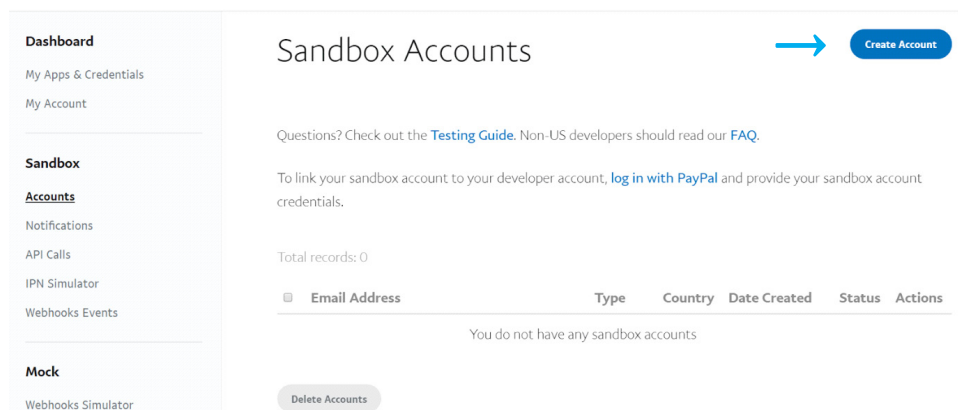 Dashboard
My Apps & Credentials
My Account
Sandbox
Accounts
Notifications
API Calls
IPN Simulator
Webhooks Events
Mock
Webhooks Simulator
Sandbox Accounts
Create Account
Questions? Check out the Testing Guide. Non-US developers should read our FAQ.
To link your sandbox account to your developer account, log in with PayPal and provide your sandbox account
credentials.
Total records: 0
Email Address Type Country Date Created Status Actions
You do not have any sandbox accounts
Delete Accounts